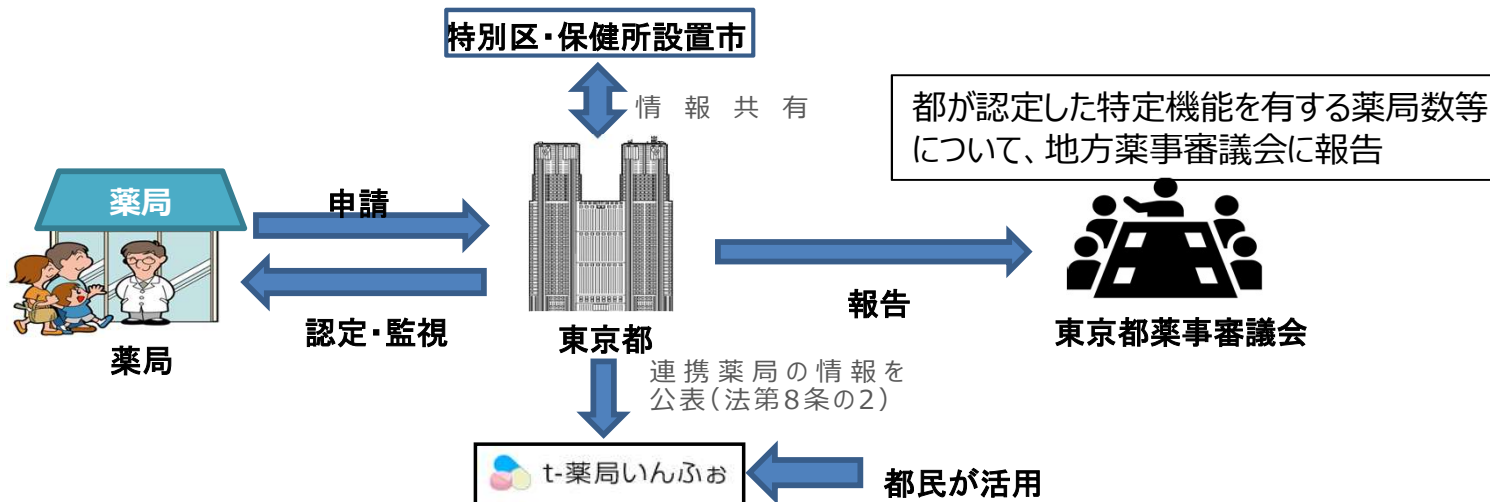 特別区・保健所設置市
情報共有
都が認定した特定機能を有する薬局数等
について、地方薬事審議会に報告
薬局
申請
認定・監視
薬局
東京都
報告
東京都薬事審議会
連携薬局の情報を
公表（法第8条の2）
t-薬局いんふぉ
都民が活用